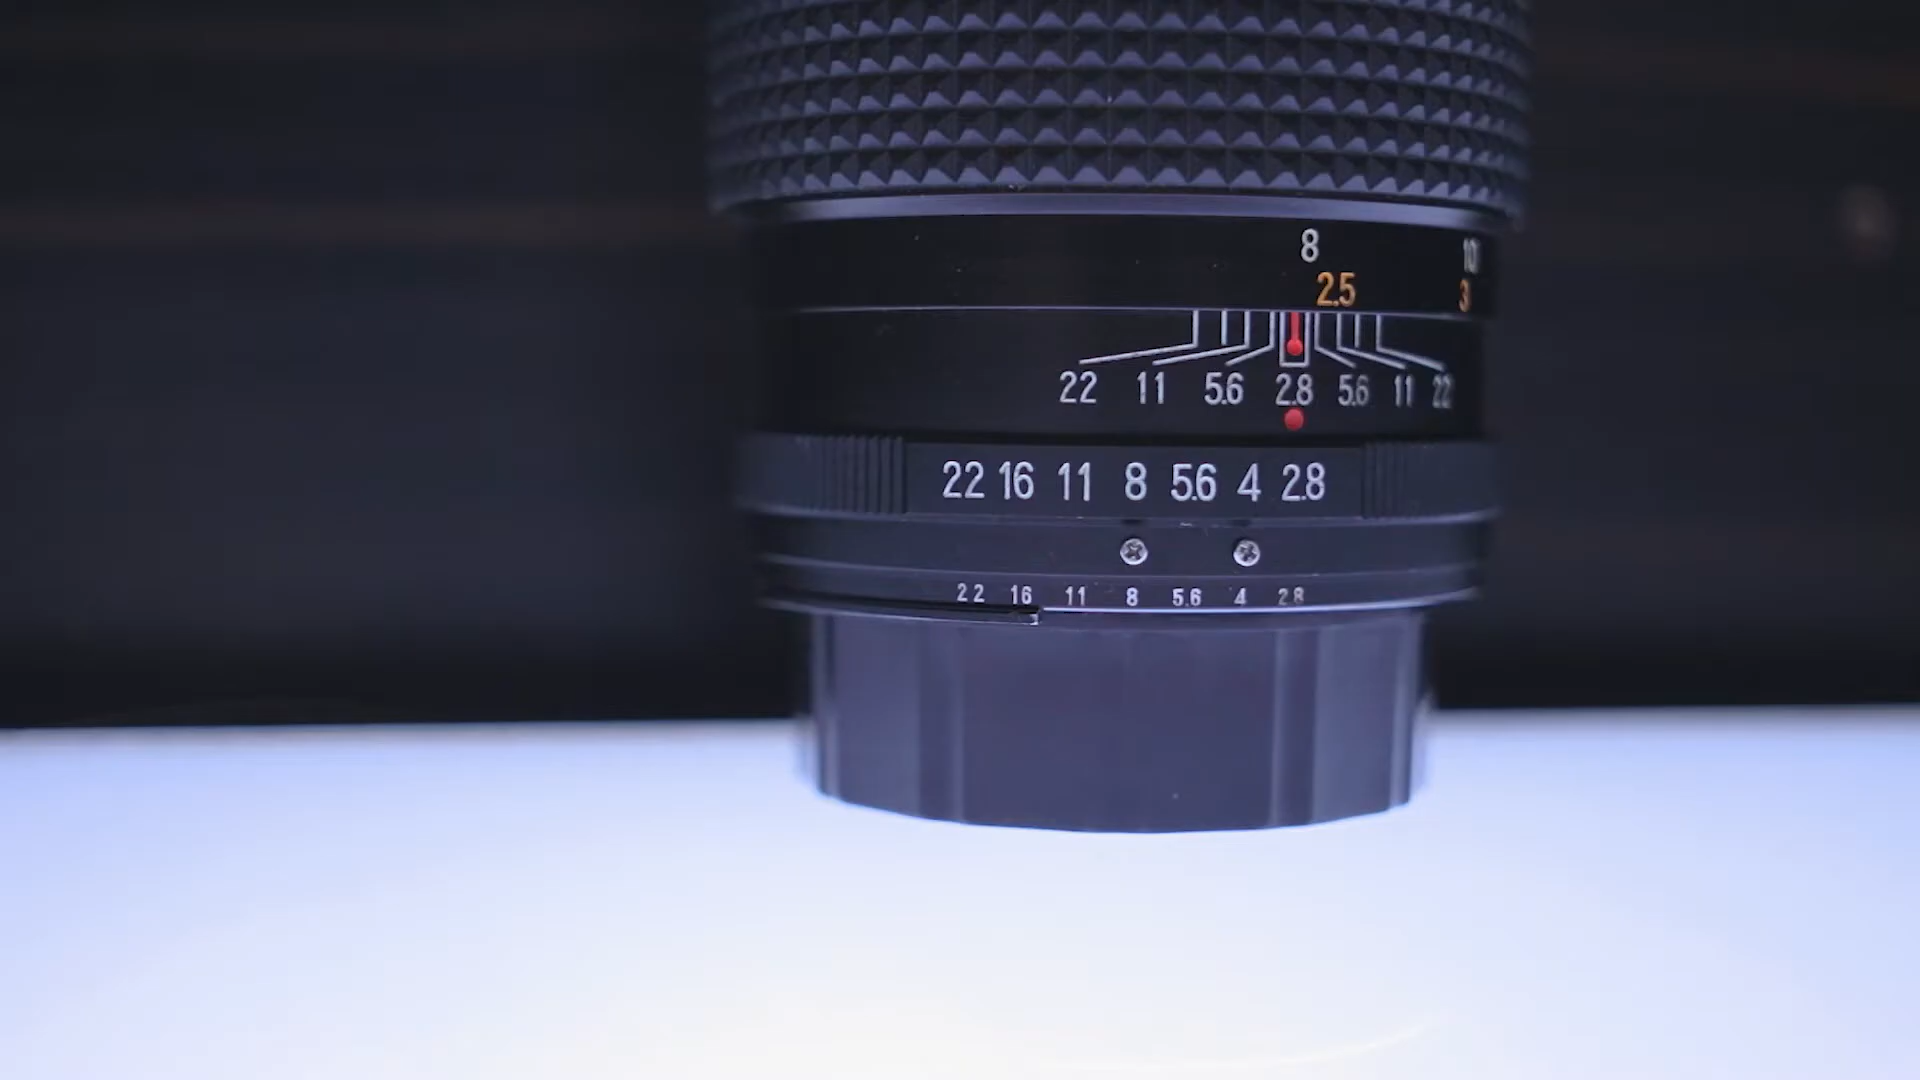 8 10
2.5 3
22 11 5.6 2.8 5.6 11 22
22 16 11 8 5.6 4 2.8
22 16 11 8 5.6 4 2.8